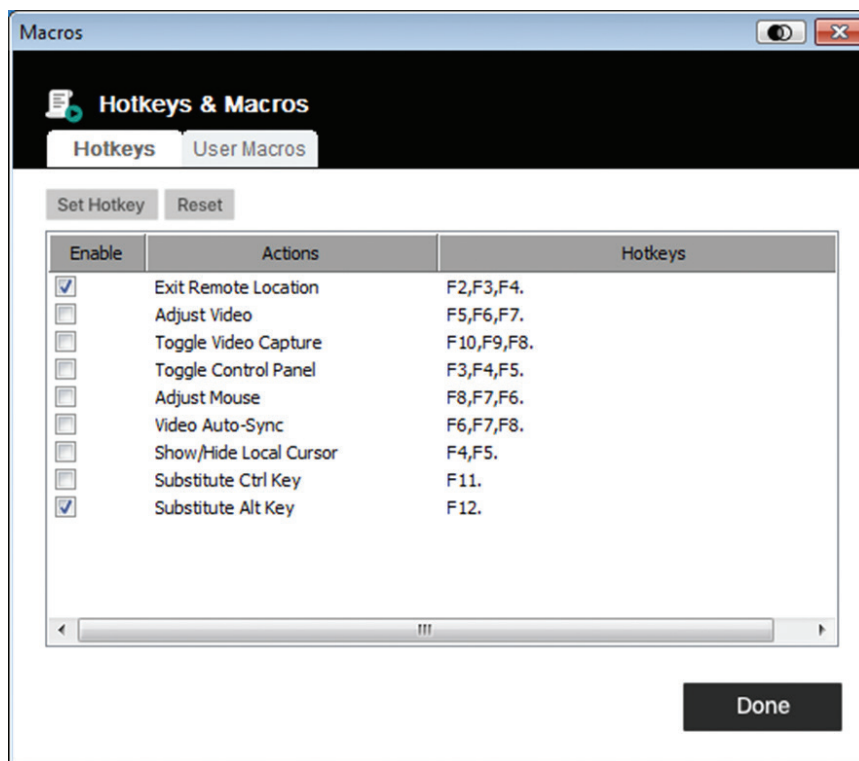 Macros
Hotkeys & Macros
Hotkeys User Macros
Set Hotkey Reset
Enable Actions Hotkeys
Exit Remote Location F2,F3,F4.
Adjust Video F5,F6,F7.
Toggle Video Capture F10,F9,F8.
Toggle Control Panel F3,F4,F5.
Adjust Mouse F8,F7,F6.
Video Auto-Sync F6,F7,F8.
Show/Hide Local Cursor F4,F5.
Substitute Ctrl Key F11.
Substitute Alt Key F12.
Done